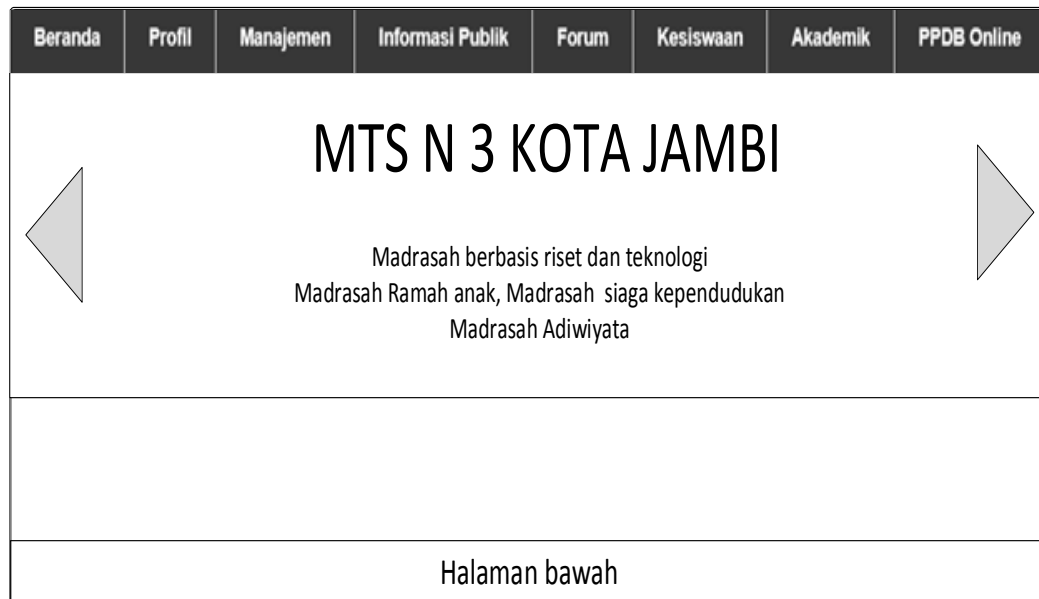 Beranda Profil Manajemen Informasi Publik Forum Kesiswaan Akademik PPDB Online
MTS N 3 KOTA JAMBI
Madrasah berbasis riset dan teknologi
Madrasah Ramah anak, Madrasah siaga kependudukan
Madrasah Adiwiyata
Halaman bawah